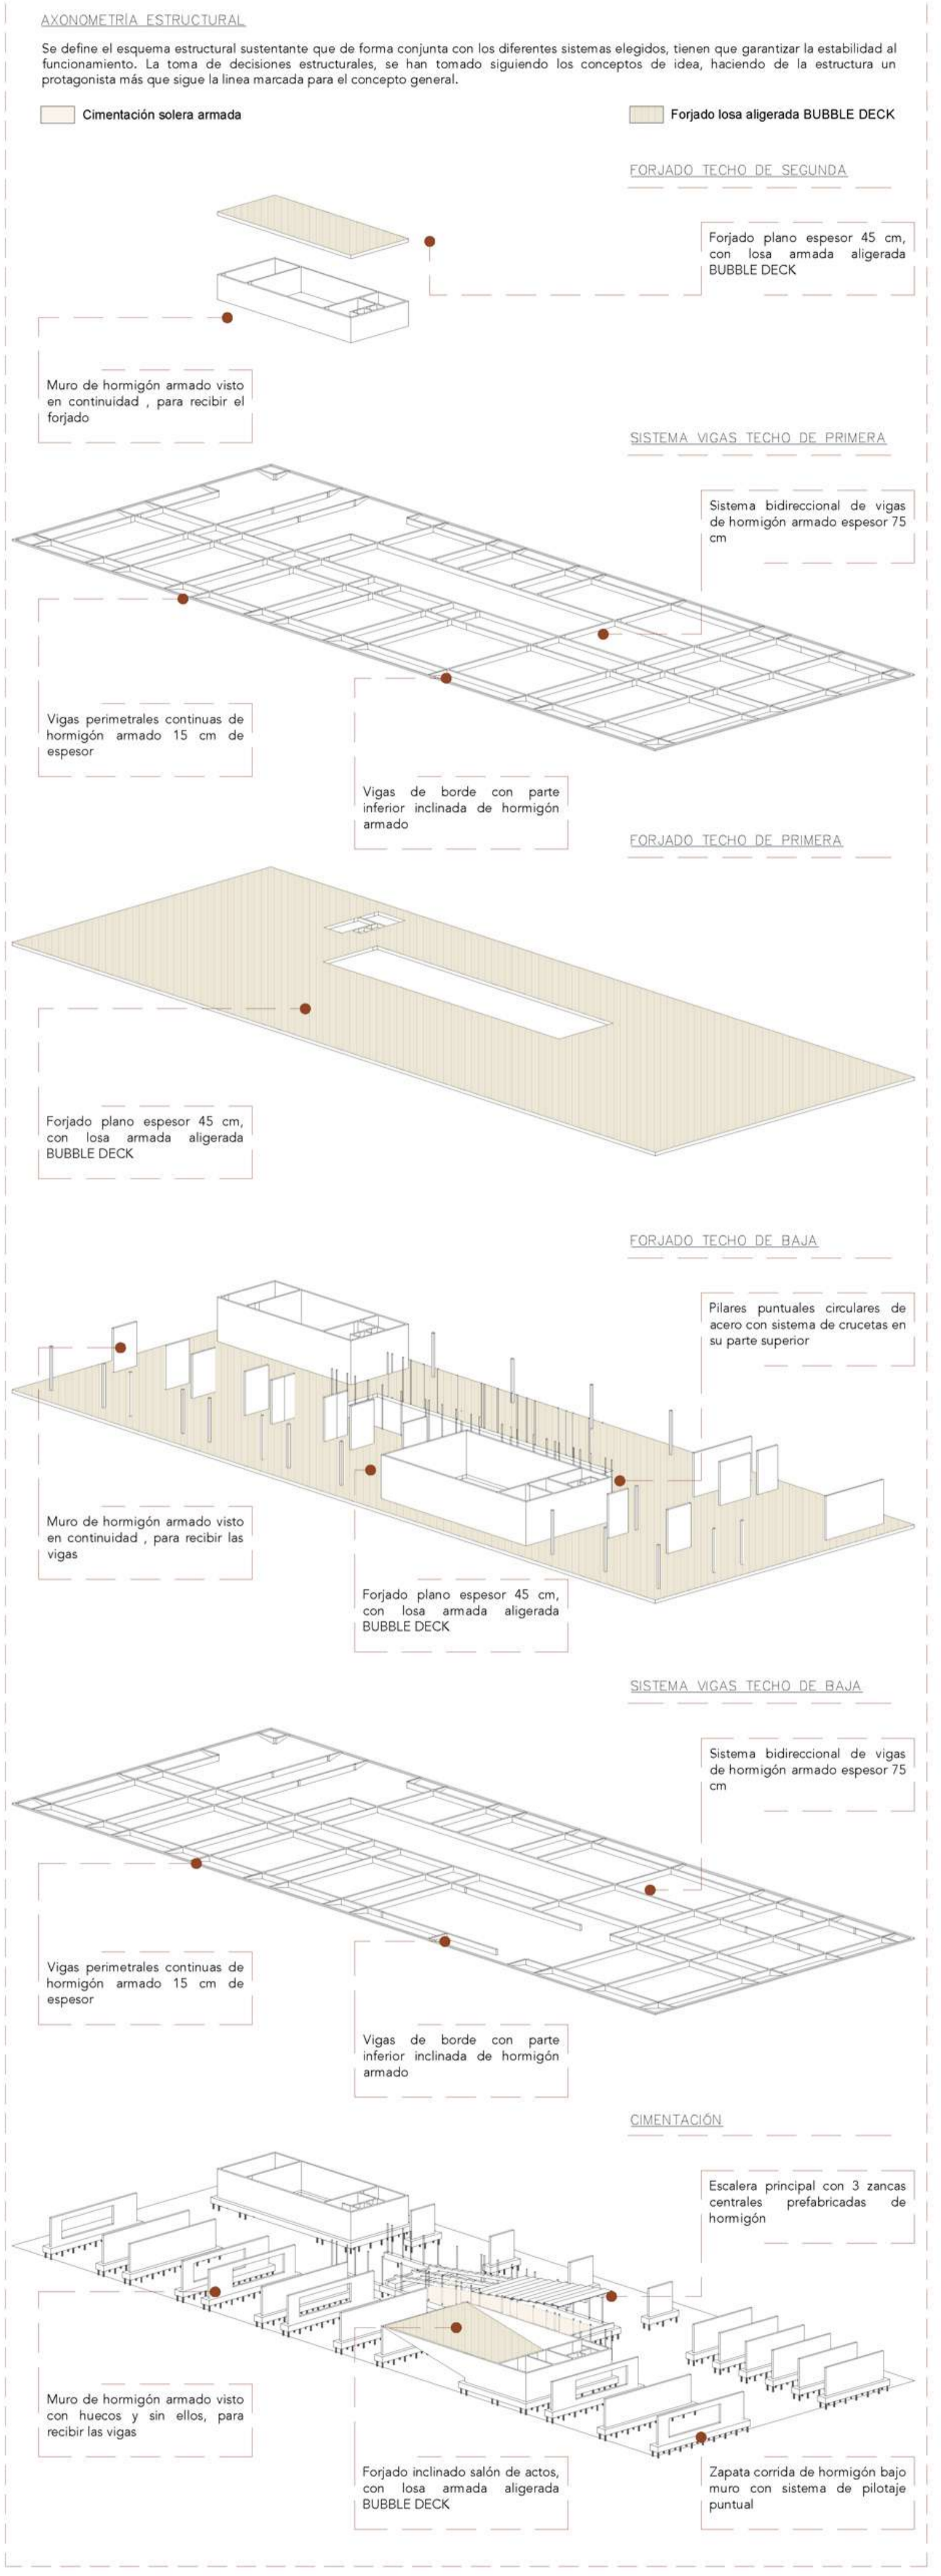 AXONOMETRÍA ESTRUCTURAL
Se define el esquema estructural sustentante que de forma conjunta con los diferentes sistemas elegidos, tienen que garantizar la estabilidad al
funcionamiento. La toma de decisiones estructurales, se han tomado siguiendo los conceptos de idea, haciendo de la estructura un
protagonista más que sigue la linea marcada para el concepto general.
Cimentación solera armada
Forjado losa aligerada BUBBLE DECK
FORJADO TECHO DE SEGUNDA
Forjado plano espesor 45 cm,
con losa armada aligerada
BUBBLE DECK
Muro de hormigón armado visto
en continuidad , para recibir el
forjado
SISTEMA VIGAS TECHO DE PRIMERA
Sistema bidireccional de vigas
de hormigón armado espesor 75
cm
Vigas perimetrales continuas de
hormigón armado 15 cm de
espesor
Vigas de borde con parte
inferior inclinada de hormigón
armado
FORJADO TECHO DE PRIMERA
Forjado plano espesor 45 cm,
con losa armada aligerada
BUBBLE DECK
FORJADO TECHO DE BAJA
Pilares puntuales circulares de
acero con sistema de crucetas en
su parte superior
Muro de hormigón armado visto
en continuidad , para recibir las
vigas
Forjado plano espesor 45 cm,
con losa armada aligerada
BUBBLE DECK
SISTEMA VIGAS TECHO DE BAJA
Sistema bidireccional de vigas
de hormigón armado espesor 75
cm
Vigas perimetrales continuas de
hormigón armado 15 cm de
espesor
Vigas de borde con parte
inferior inclinada de hormigón
armado
CIMENTACIÓN
Escalera principal con 3 zancas
centrales prefabricadas de
hormigón
Muro de hormigón armado visto
con huecos y sin ellos, para
recibir las vigas
Forjado inclinado salón de actos,
con losa armada aligerada
BUBBLE DECK
Zapata corrida de hormigón bajo
muro con sistema de pilotaje
puntual